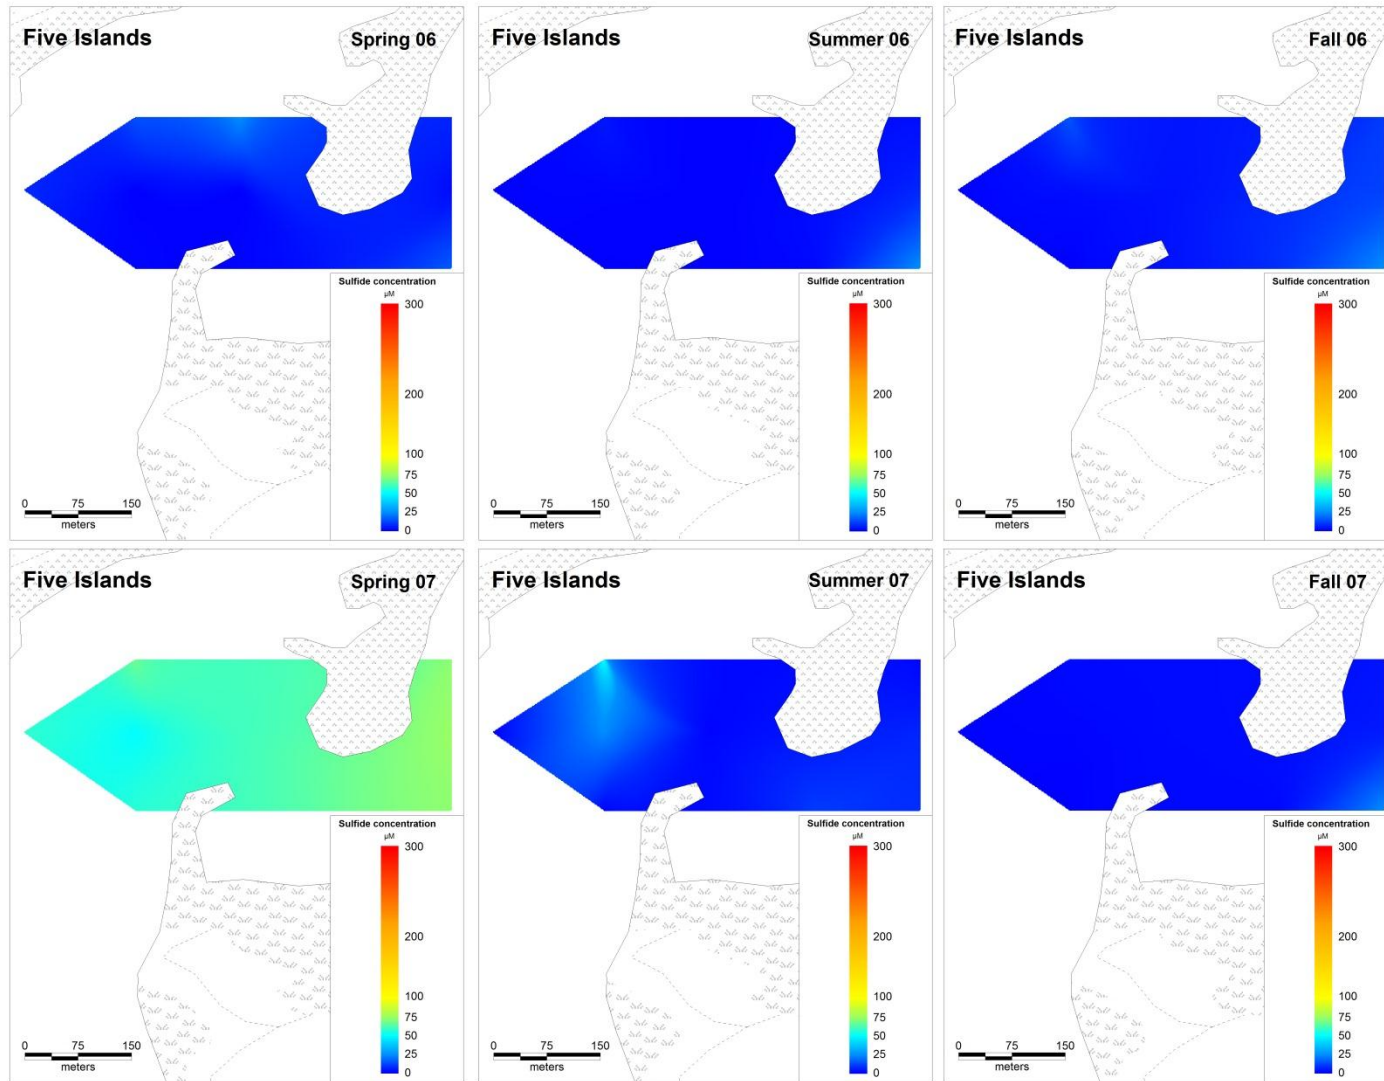 Five Islands Spring 06
Sulfide concentration
µM
300
200
100
75
50
25
0
0 75 150
meters
Five Islands Summer 06
Sulfide concentration
µM
300
200
100
75
50
25
0
0 75 150
meters
Five Islands Fall 06
Sulfide concentration
µM
300
200
100
75
50
25
0
0 75 150
meters
Five Islands Spring 07
Sulfide concentration
µM
300
200
100
75
50
25
0
0 75 150
meters
Five Islands Summer 07
Sulfide concentration
µM
300
200
100
75
50
25
0
0 75 150
meters
Five Islands Fall 07
Sulfide concentration
µM
300
200
100
75
50
25
0
0 75 150
meters